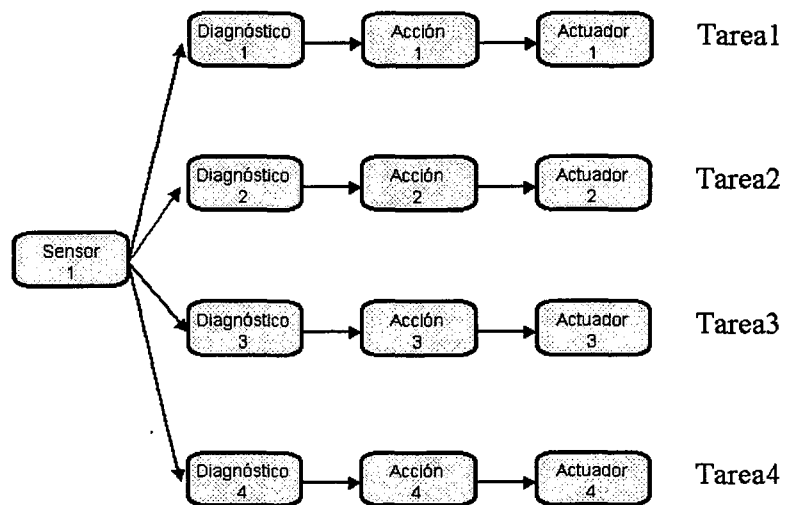 Diagnóstico
1
Acción
1
Actuador
1
Tarea1
Diagnóstico
2
Acción
2
Actuador
2
Tarea2
Sensor
1
Diagnóstico
3
Acción
3
Actuador
3
Tarea3
Diagnóstico
4
Acción
4
Actuador
4
Tarea4